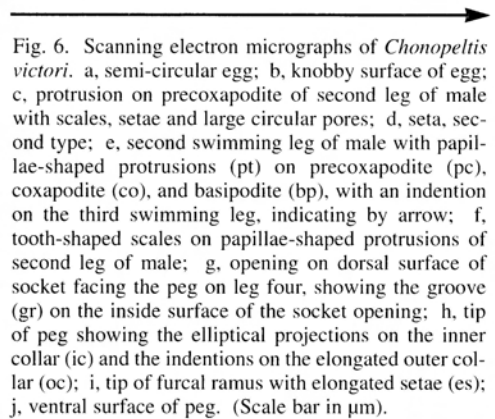 Fig. 6. Scanning electron micrographs of Chonopeltis
victori. a, semi-circular egg; b, knobby surface of egg;
c, protrusion on precoxapodite of second leg of male
with scales, setae and large circular pores; d, seta, sec-
ond type; e, second swimming leg of male with papil-
lae-shaped protrusions (pt) on precoxapodite (pc),
coxapodite (co), and basipodite (bp), with an indention
on the third swimming leg, indicating by arrow; f,
tooth-shaped scales on papillae-shaped protrusions of
second leg of male; g, opening on dorsal surface of
socket facing the peg on leg four, showing the groove
(gr) on the inside surface of the socket opening; h, tip
of peg showing the elliptical projections on the inner
collar (ic) and the indentions on the elongated outer col-
lar (oc); i, tip of furcal ramus with elongated setae (es);
j, ventral surface of peg. (Scale bar in μm).